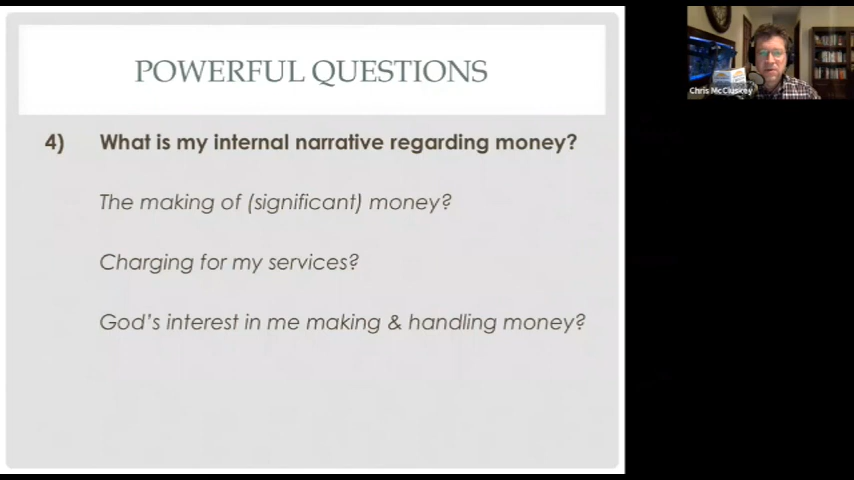 POWERFUL QUESTIONS
4) What is my internal narrative regarding money?
The making of (significant) money?
Charging for my services?
God's interest in me making & handling money?
Chris McCluskey